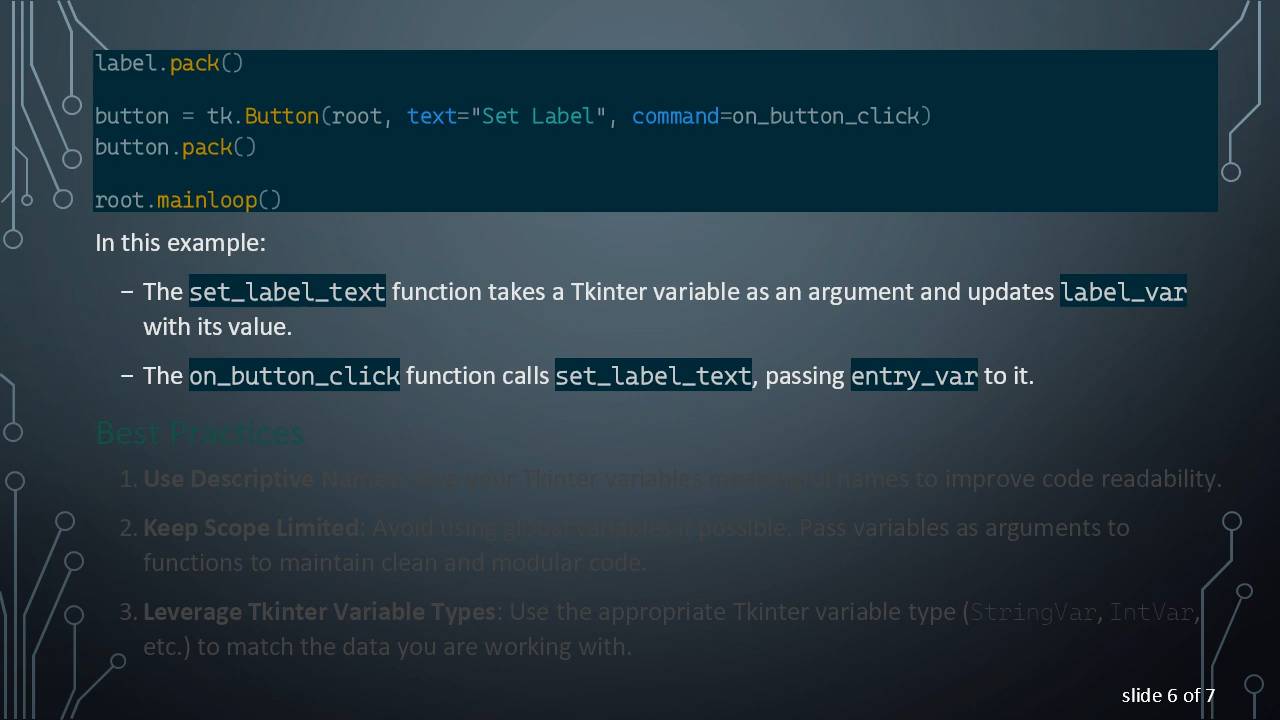 label.pack()
button = tk.Button(root, text="Set Label", command=on_button_click)
button.pack()
root.mainloop()
In this example:
– The set_label_text function takes a Tkinter variable as an argument and updates label_var
with its value.
– The on_button_click function calls set_label_text, passing entry_var to it.
Best Practices
1. Use Descriptive Names: Give your Tkinter variables meaningful names to improve code readability.
2. Keep Scope Limited: Avoid using global variables if possible. Pass variables as arguments to
functions to maintain clean and modular code.
3. Leverage Tkinter Variable Types: Use the appropriate Tkinter variable type (StringVar, IntVar,
etc.) to match the data you are working with.
slide 6 of 7